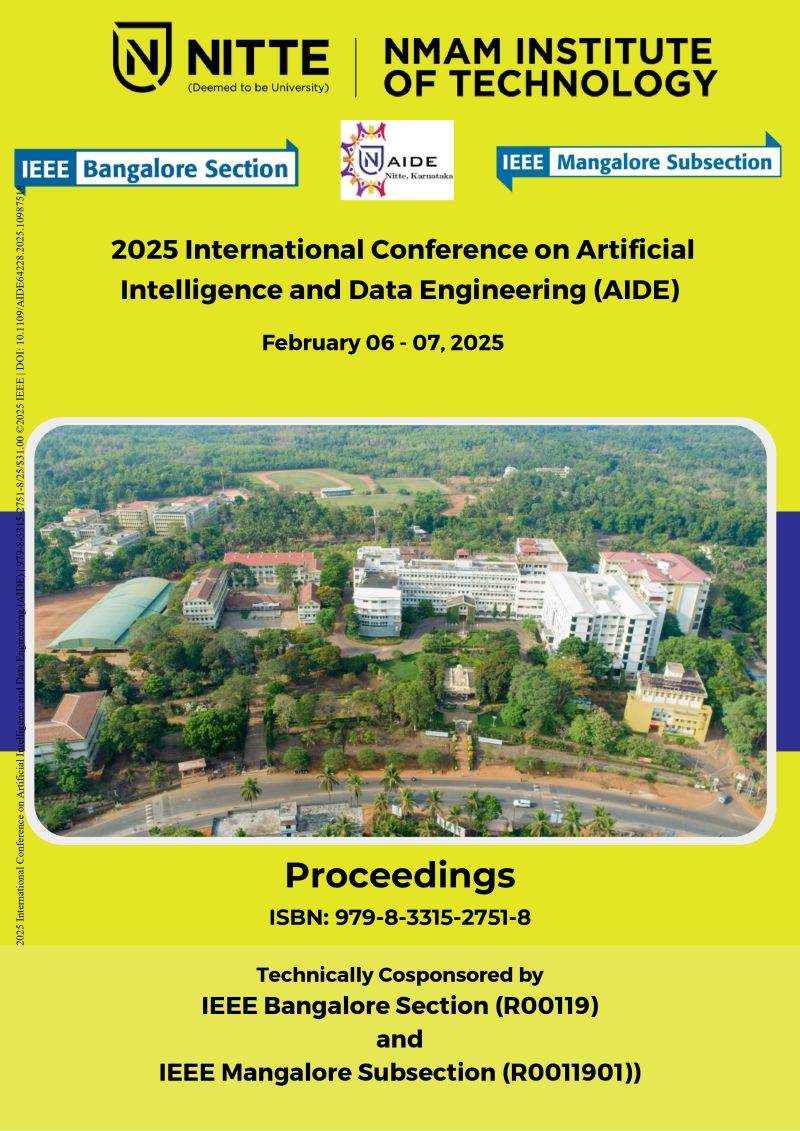 NITTE
(Deemed to be University)
NMAM INSTITUTE
OF TECHNOLOGY
IEEE Bangalore Section
N AIDE
Nitte, Karnataka
IEEE Mangalore Subsection
2025 International Conference on Artificial
Intelligence and Data Engineering (AIDE)
February 06 - 07, 2025
2025 International Conference on Artificial Intelligence and Data Engineering (AIDE) | 979-8-3315-2751-8/25/$31.00 ©2025 IEEE | DOI: 10.1109/AIDE64228.2025.10987516
Proceedings
ISBN: 979-8-3315-2751-8
Technically Cosponsored by
IEEE Bangalore Section (R00119)
and
IEEE Mangalore Subsection (R0011901))